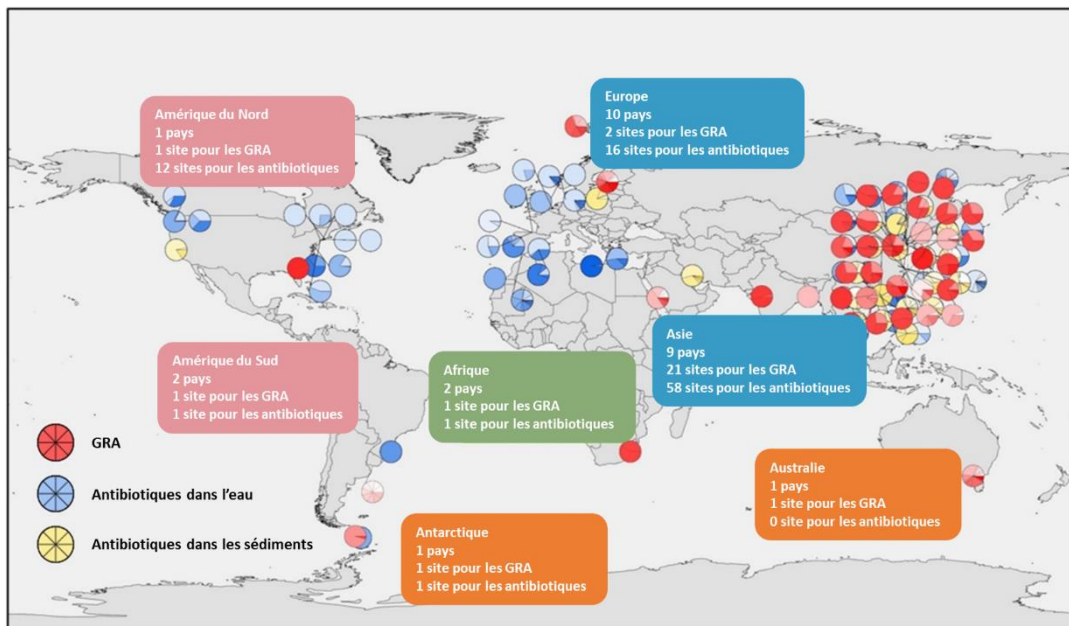 Amérique du Nord
1 pays
1 site pour les GRA
12 sites pour les antibiotiques
Europe
10 pays
2 sites pour les GRA
16 sites pour les antibiotiques
Amérique du Sud
2 pays
1 site pour les GRA
1 site pour les antibiotiques
Afrique
2 pays
1 site pour les GRA
1 site pour les antibiotiques
Asie
9 pays
21 sites pour les GRA
58 sites pour les antibiotiques
GRA
Antibiotiques dans l'eau
Antibiotiques dans les sédiments
Australie
1 pays
1 site pour les GRA
0 site pour les antibiotiques
Antarctique
1 pays
1 site pour les GRA
1 site pour les antibiotiques